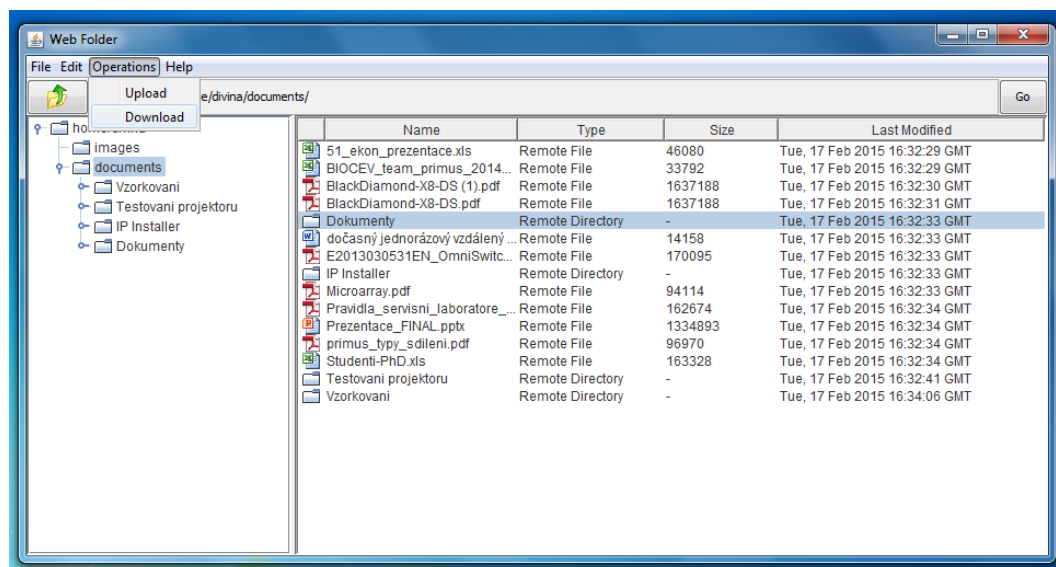 Web Folder
File Edit Operations Help
Upload
Download
e/divina/documents/
Go
images
documents
Vzorkovani
Testovani projektoru
IP Installer
Dokumenty
Name Type Size Last Modified
51_ekon_prezentace.xls Remote File 46080 Tue, 17 Feb 2015 16:32:29 GMT
BIOCEV_team_primus_2014... Remote File 33792 Tue, 17 Feb 2015 16:32:29 GMT
BlackDiamond-X8-DS (1).pdf Remote File 1637188 Tue, 17 Feb 2015 16:32:30 GMT
BlackDiamond-X8-DS.pdf Remote File 1637188 Tue, 17 Feb 2015 16:32:31 GMT
Dokumenty Remote Directory - Tue, 17 Feb 2015 16:32:33 GMT
dočasný jednorázový vzdálený ... Remote File 14158 Tue, 17 Feb 2015 16:32:33 GMT
E2013030531EN_OmniSwitc... Remote File 170095 Tue, 17 Feb 2015 16:32:33 GMT
IP Installer Remote Directory - Tue, 17 Feb 2015 16:32:33 GMT
Microarray.pdf Remote File 94114 Tue, 17 Feb 2015 16:32:33 GMT
Pravidla_servisni_laboratore_... Remote File 162674 Tue, 17 Feb 2015 16:32:34 GMT
Prezentace_FINAL.pptx Remote File 1334893 Tue, 17 Feb 2015 16:32:34 GMT
primus_typy_sdileni.pdf Remote File 96970 Tue, 17 Feb 2015 16:32:34 GMT
Studenti-PhD.xls Remote File 163328 Tue, 17 Feb 2015 16:32:34 GMT
Testovani projektoru Remote Directory - Tue, 17 Feb 2015 16:32:41 GMT
Vzorkovani Remote Directory - Tue, 17 Feb 2015 16:34:06 GMT